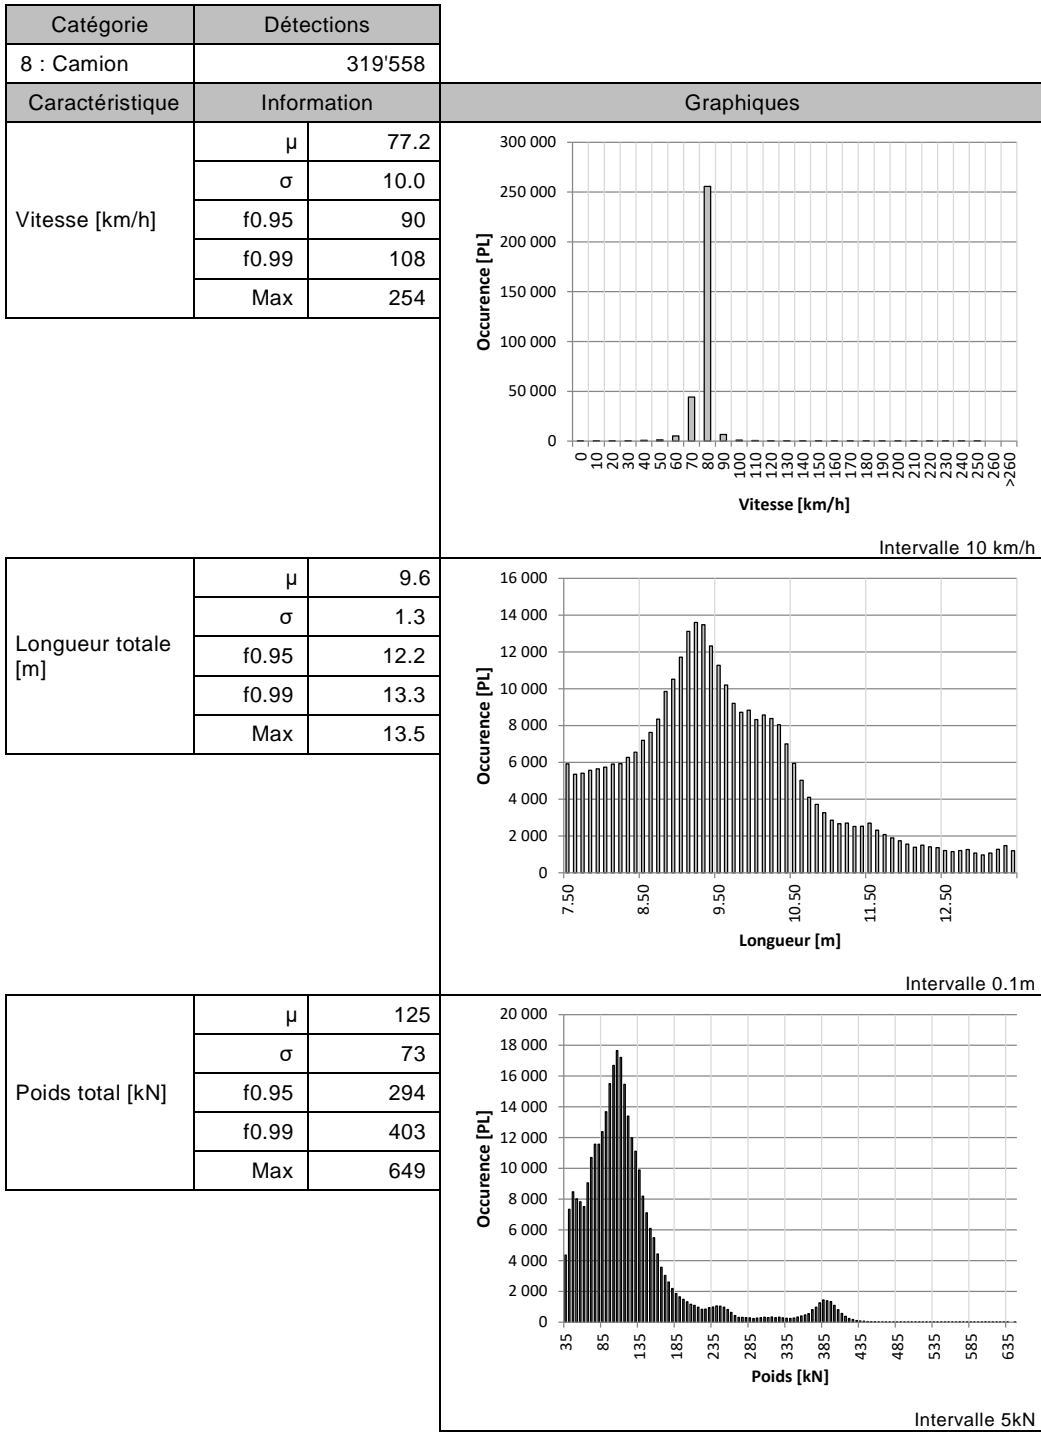 Catégorie Détections
8 : Camion 319'558
Caractéristique Information Graphiques
Vitesse [km/h]
µ 77.2
σ 10.0
f0.95 90
f0.99 108
Max 254
Occurence [PL]
300 000
250 000
200 000
150 000
100 000
50 000
0
0 10 20 30 40 50 60 70 80 90 100 110 120 130 140 150 160 170 180 190 200 210 220 230 240 250 260 >260
Vitesse [km/h]
Intervalle 10 km/h
Longueur totale
[m]
µ 9.6
σ 1.3
f0.95 12.2
f0.99 13.3
Max 13.5
Occurence [PL]
16 000
14 000
12 000
10 000
8 000
6 000
4 000
2 000
0
7.50 8.50 9.50 10.50 11.50 12.50
Longueur [m]
Intervalle 0.1m
Poids total [kN]
µ 125
σ 73
f0.95 294
f0.99 403
Max 649
Occurence [PL]
20 000
18 000
16 000
14 000
12 000
10 000
8 000
6 000
4 000
2 000
0
35 85 135 185 235 285 335 385 435 485 535 585 635
Poids [kN]
Intervalle 5kN